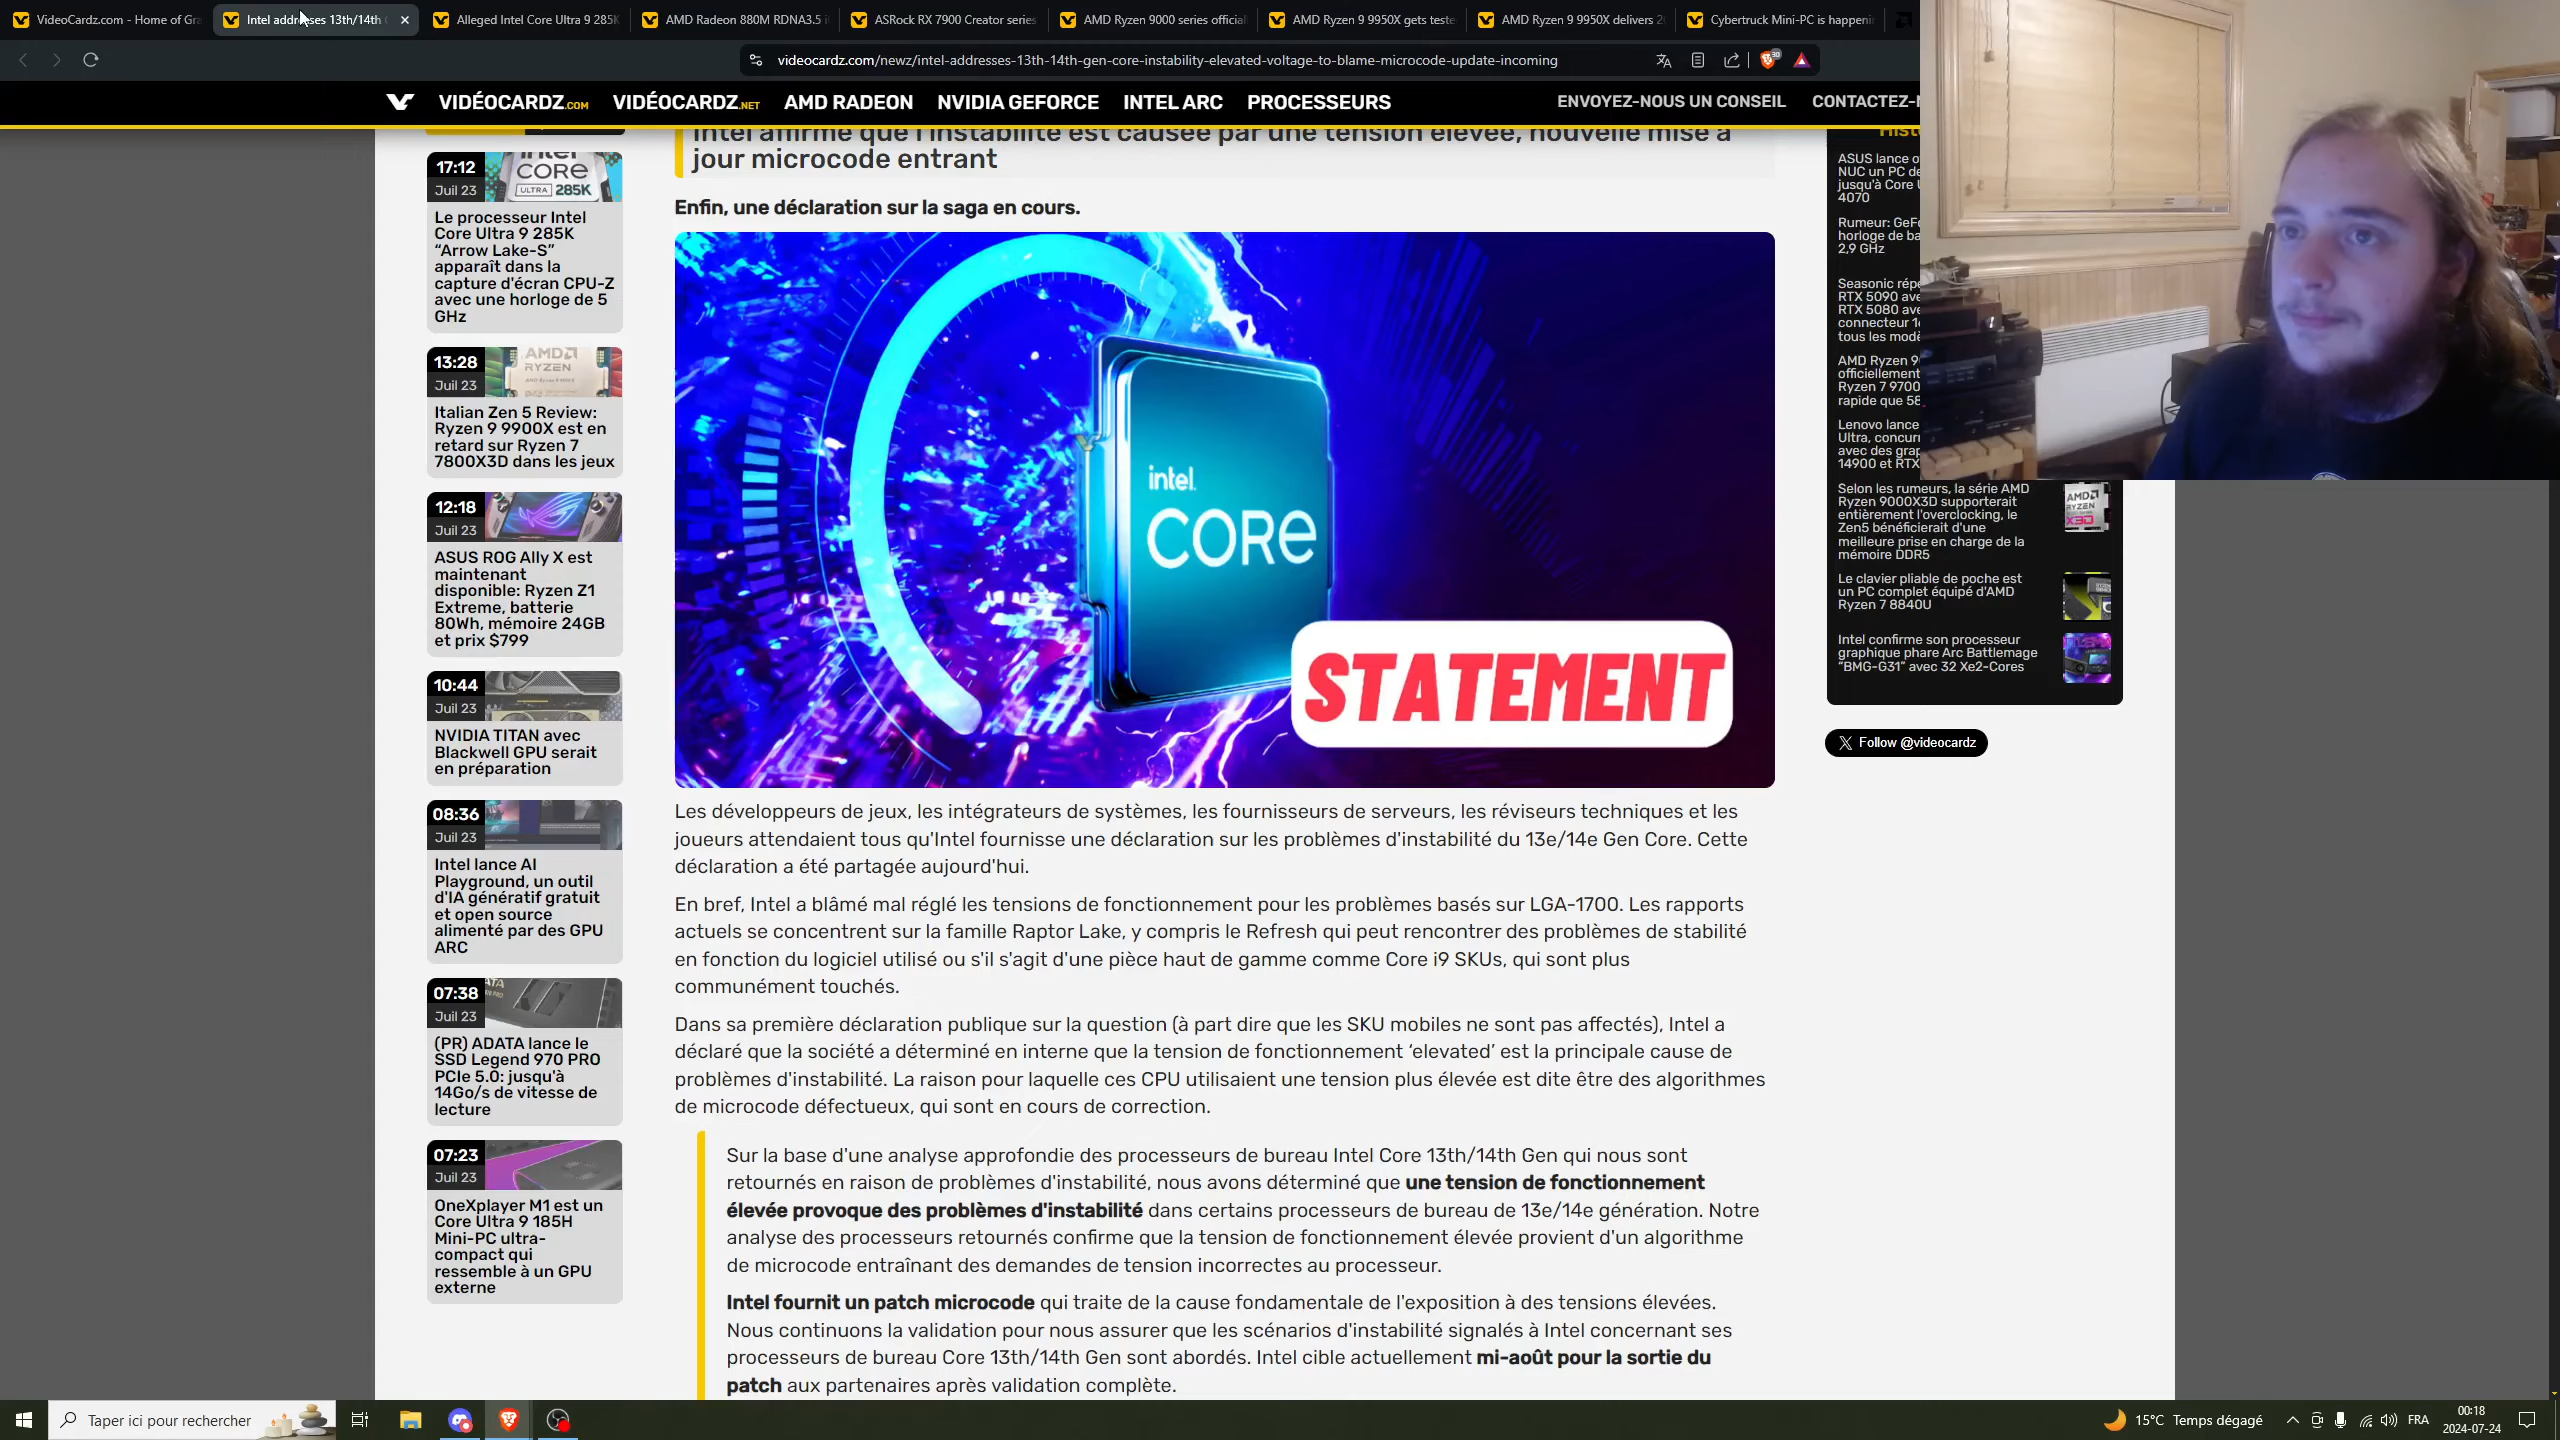 VideoCardz.com - Home of Gra
Intel addresses 13th/14th
Alleged Intel Core Ultra 9 285K
AMD Radeon 880M RDNA3.5 i
ASRock RX 7900 Creator series
AMD Ryzen 9000 series official
AMD Ryzen 9 9950X gets teste
AMD Ryzen 9 9950X delivers 2
Cybertruck Mini-PC is happenin
videocardz.com/newz/intel-addresses-13th-14th-gen-core-instability-elevated-voltage-to-blame-microcode-update-incoming
VIDÉOCARDZ.COM
VIDÉOCARDZ.NET
AMD RADEON
NVIDIA GEFORCE
INTEL ARC
PROCESSEURS
ENVOYEZ-NOUS UN CONSEIL
CONTACTEZ-N
17:12
Juil 23
intel
CORE
ULTRA 285K
Le processeur Intel
Core Ultra 9 285K
“Arrow Lake-S”
apparaît dans la
capture d'écran CPU-Z
avec une horloge de 5
GHz
13:28
Juil 23
AMD
RYZEN
Italian Zen 5 Review:
Ryzen 9 9900X est en
retard sur Ryzen 7
7800X3D dans les jeux
12:18
Juil 23
ASUS ROG Ally X est
maintenant
disponible: Ryzen Z1
Extreme, batterie
80Wh, mémoire 24GB
et prix $799
10:44
Juil 23
NVIDIA TITAN avec
Blackwell GPU serait
en préparation
08:36
Juil 23
Intel lance AI
Playground, un outil
d'IA génératif gratuit
et open source
alimenté par des GPU
ARC
07:38
Juil 23
(PR) ADATA lance le
SSD Legend 970 PRO
PCIe 5.0: jusqu'à
14Go/s de vitesse de
lecture
07:23
Juil 23
OneXplayer M1 est un
Core Ultra 9 185H
Mini-PC ultra-
compact qui
ressemble à un GPU
externe
Intel affirme que l'instabilité est causée par une tension élevée, nouvelle mise à
jour microcode entrant
Enfin, une déclaration sur la saga en cours.
intel
CORE
STATEMENT
Les développeurs de jeux, les intégrateurs de systèmes, les fournisseurs de serveurs, les réviseurs techniques et les
joueurs attendaient tous qu'Intel fournisse une déclaration sur les problèmes d'instabilité du 13e/14e Gen Core. Cette
déclaration a été partagée aujourd'hui.
En bref, Intel a blâmé mal réglé les tensions de fonctionnement pour les problèmes basés sur LGA-1700. Les rapports
actuels se concentrent sur la famille Raptor Lake, y compris le Refresh qui peut rencontrer des problèmes de stabilité
en fonction du logiciel utilisé ou s'il s'agit d'une pièce haut de gamme comme Core i9 SKUs, qui sont plus
communément touchés.
Dans sa première déclaration publique sur la question (à part dire que les SKU mobiles ne sont pas affectés), Intel a
déclaré que la société a déterminé en interne que la tension de fonctionnement ‘elevated’ est la principale cause de
problèmes d'instabilité. La raison pour laquelle ces CPU utilisaient une tension plus élevée est dite être des algorithmes
de microcode défectueux, qui sont en cours de correction.
Sur la base d'une analyse approfondie des processeurs de bureau Intel Core 13th/14th Gen qui nous sont
retournés en raison de problèmes d'instabilité, nous avons déterminé que une tension de fonctionnement
élevée provoque des problèmes d'instabilité dans certains processeurs de bureau de 13e/14e génération. Notre
analyse des processeurs retournés confirme que la tension de fonctionnement élevée provient d'un algorithme
de microcode entraînant des demandes de tension incorrectes au processeur.
Intel fournit un patch microcode qui traite de la cause fondamentale de l'exposition à des tensions élevées.
Nous continuons la validation pour nous assurer que les scénarios d'instabilité signalés à Intel concernant ses
processeurs de bureau Core 13th/14th Gen sont abordés. Intel cible actuellement mi-août pour la sortie du
patch aux partenaires après validation complète.
ASUS lance o
NUC un PC de
jusqu'à Core U
4070
Rumeur: GeFo
horloge de ba
2,9 GHz
Seasonic répe
RTX 5090 ave
RTX 5080 ave
connecteur 1
tous les modè
AMD Ryzen 9
officiellement
Ryzen 7 9700
rapide que 58
Lenovo lance
Ultra, concurr
avec des grap
14900 et RTX
Selon les rumeurs, la série AMD
Ryzen 9000X3D supporterait
entièrement l'overclocking, le
Zen5 bénéficierait d'une
meilleure prise en charge de la
mémoire DDR5
AMD
RYZEN
X3D
Le clavier pliable de poche est
un PC complet équipé d'AMD
Ryzen 7 8840U
Intel confirme son processeur
graphique phare Arc Battlemage
“BMG-G31” avec 32 Xe2-Cores
Follow @videocardz
Taper ici pour rechercher
15°C Temps dégagé
FRA
00:18
2024-07-24